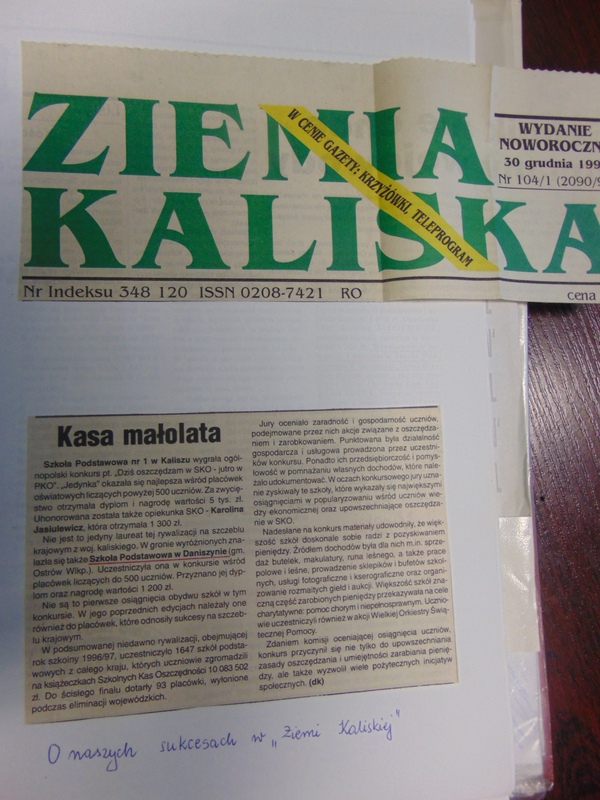 ZIEMIA
KALISKA
W CENIE GAZETY: KRZYŻÓWKI, TELEPROGRAM
WYDANIE
NOWOROCZN
30 grudnia 199
Nr 104/1 (2090/9
Nr Indeksu 348 120 ISSN 0208-7421 RO
cena
Kasa małolata
Szkoła Podstawowa nr 1 w Kaliszu wygrała ogól-
nopolski konkurs pt. „Dziś oszczędzam w SKO - jutro w
PKO". „Jedynka" okazała się najlepsza wśród placówek
oświatowych liczących powyżej 500 uczniów. Za zwycię-
stwo otrzymała dyplom i nagrodę wartości 5 tys. zł.
Uhonorowana została także opiekunka SKO - Karolina
Jasiulewicz, która otrzymała 1 300 zł.
Nie jest to jedyny laureat tej rywalizacji na szczeblu
krajowym z woj. kaliskiego. W gronie wyróżnionych zna-
lazła się także Szkoła Podstawowa w Daniszynie (gm.
Ostrów Wlkp.). Uczestniczyła ona w konkursie wśród
placówek liczących do 500 uczniów. Przyznano jej dyp-
lom oraz nagrodę wartości 1 200 zł.
Nie są to pierwsze osiągnięcia obydwu szkół w tym
konkursie. W jego poprzednich edycjach należały one
również do placówek, które odnosiły sukcesy na szczeb-
lu krajowym.
W podsumowanej niedawno rywalizacji, obejmującej
rok szkolny 1996/97, uczestniczyło 1647 szkół podsta-
wowych z całego kraju, których uczniowie zgromadzili
na książeczkach Szkolnych Kas Oszczędności 10 083 502
zł. Do ścisłego finału dotarły 93 placówki, wyłonione
podczas eliminacji wojewódzkich.
Jury oceniało zaradność i gospodarność uczniów,
podejmowane przez nich akcje związane z oszczędza-
niem i zarobkowaniem. Punktowana była działalność
gospodarcza i usługowa prowadzona przez uczestni-
ków konkursu. Ponadto ich przedsiębiorczość i pomys-
łowość w pomnażaniu własnych dochodów, które nale-
żało udokumentować. W oczach konkursowego jury uzna-
nie zyskiwały te szkoły, które wykazały się największymi
osiągnięciami w popularyzowaniu wśród uczniów wie-
dzy ekonomicznej oraz upowszechniające oszczędza-
nie w SKO.
Nadesłane na konkurs materiały udowodniły, że więk-
szość szkół doskonale sobie radzi z pozyskiwaniem
pieniędzy. Źródłem dochodów była dla nich m.in. sprze-
daż butelek, makulatury, runa leśnego, a także prace
polowe i leśne, prowadzenie sklepików i bufetów szkol-
nych, usługi fotograficzne i kserograficzne oraz organi-
zowanie rozmaitych giełd i aukcji. Większość szkół zna-
czną część zarobionych pieniędzy przekazywała na cele
charytatywne: pomoc chorym i niepełnosprawnym. Ucznio-
wie uczestniczyli również w akcji Wielkiej Orkiestry Świą-
tecznej Pomocy.
Zdaniem komisji oceniającej osiągnięcia uczniów,
konkurs przyczynił się nie tylko do upowszechniania
zasady oszczędzania i umiejętności zarabiania pienię-
dzy, ale także wyzwolił wiele pożytecznych inicjatyw
społecznych. (dk)
O naszych sukcesach w „Ziemi Kaliskiej"